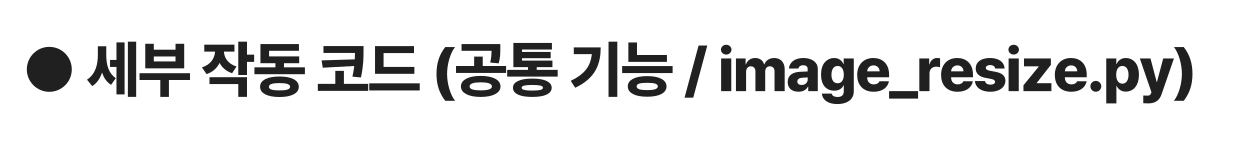 ● 세부 작동 코드 (공통 기능 / image_resize.py)